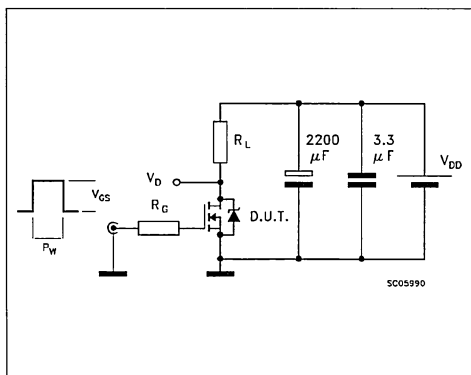 R_L
2200 μF
3.3 μF
V_DD
V_D
V_GS
R_G
D.U.T.
P_W
SC05990